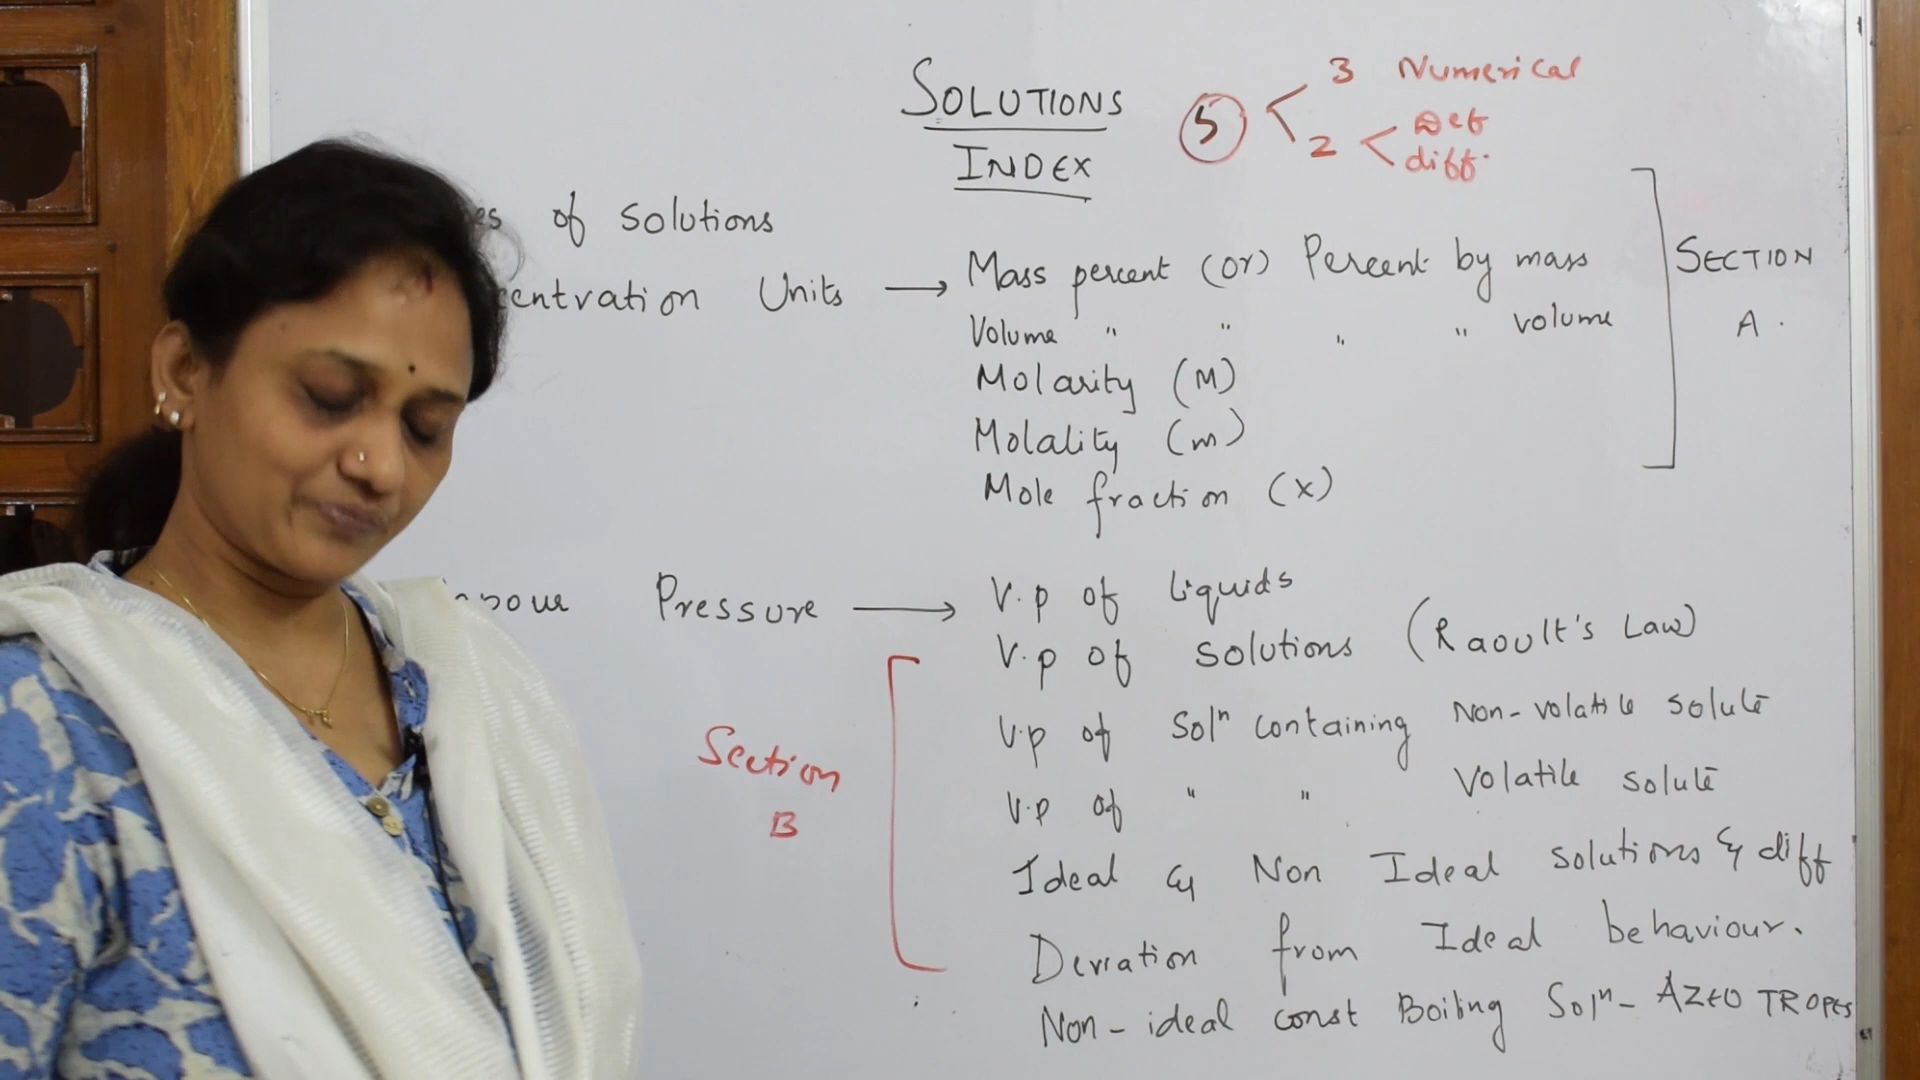 SOLUTIONS
INDEX
5 < 3 Numerical
2 < Def
diff.
es of solutions
centration Units → Mass percent (or) Percent by mass
Volume " " " " volume
Molarity (M)
Molality (m)
Mole fraction (x)
SECTION
A.
apour Pressure → V.p of liquids
V.p of solutions (Raoult's Law)
V.p of Solⁿ containing Non-volatile solute
V.p of " " Volatile solute
Ideal & Non Ideal solutions & diff
Deviation from Ideal behaviour.
Non-ideal const Boiling Solⁿ - AZEOTROPES
Section
B